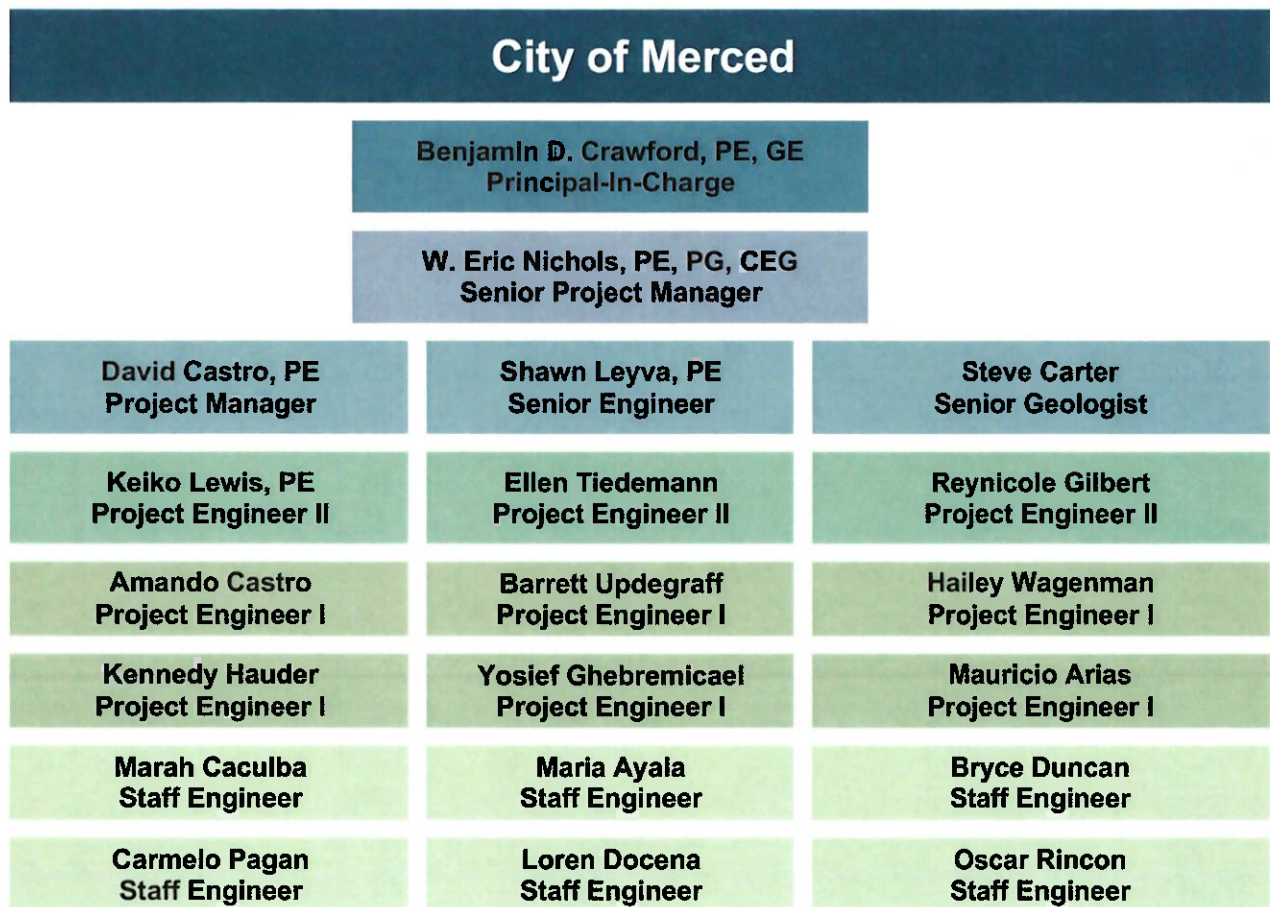 City of Merced
Benjamin D. Crawford, PE, GE
Principal-In-Charge
W. Eric Nichols, PE, PG, CEG
Senior Project Manager
David Castro, PE
Project Manager
Shawn Leyva, PE
Senior Engineer
Steve Carter
Senior Geologist
Keiko Lewis, PE
Project Engineer II
Ellen Tiedemann
Project Engineer II
Reynicole Gilbert
Project Engineer II
Amando Castro
Project Engineer I
Barrett Updegraff
Project Engineer I
Hailey Wagenman
Project Engineer I
Kennedy Hauder
Project Engineer I
Yosief Ghebremicael
Project Engineer I
Mauricio Arias
Project Engineer I
Marah Caculba
Staff Engineer
Maria Ayala
Staff Engineer
Bryce Duncan
Staff Engineer
Carmelo Pagan
Staff Engineer
Loren Docena
Staff Engineer
Oscar Rincon
Staff Engineer